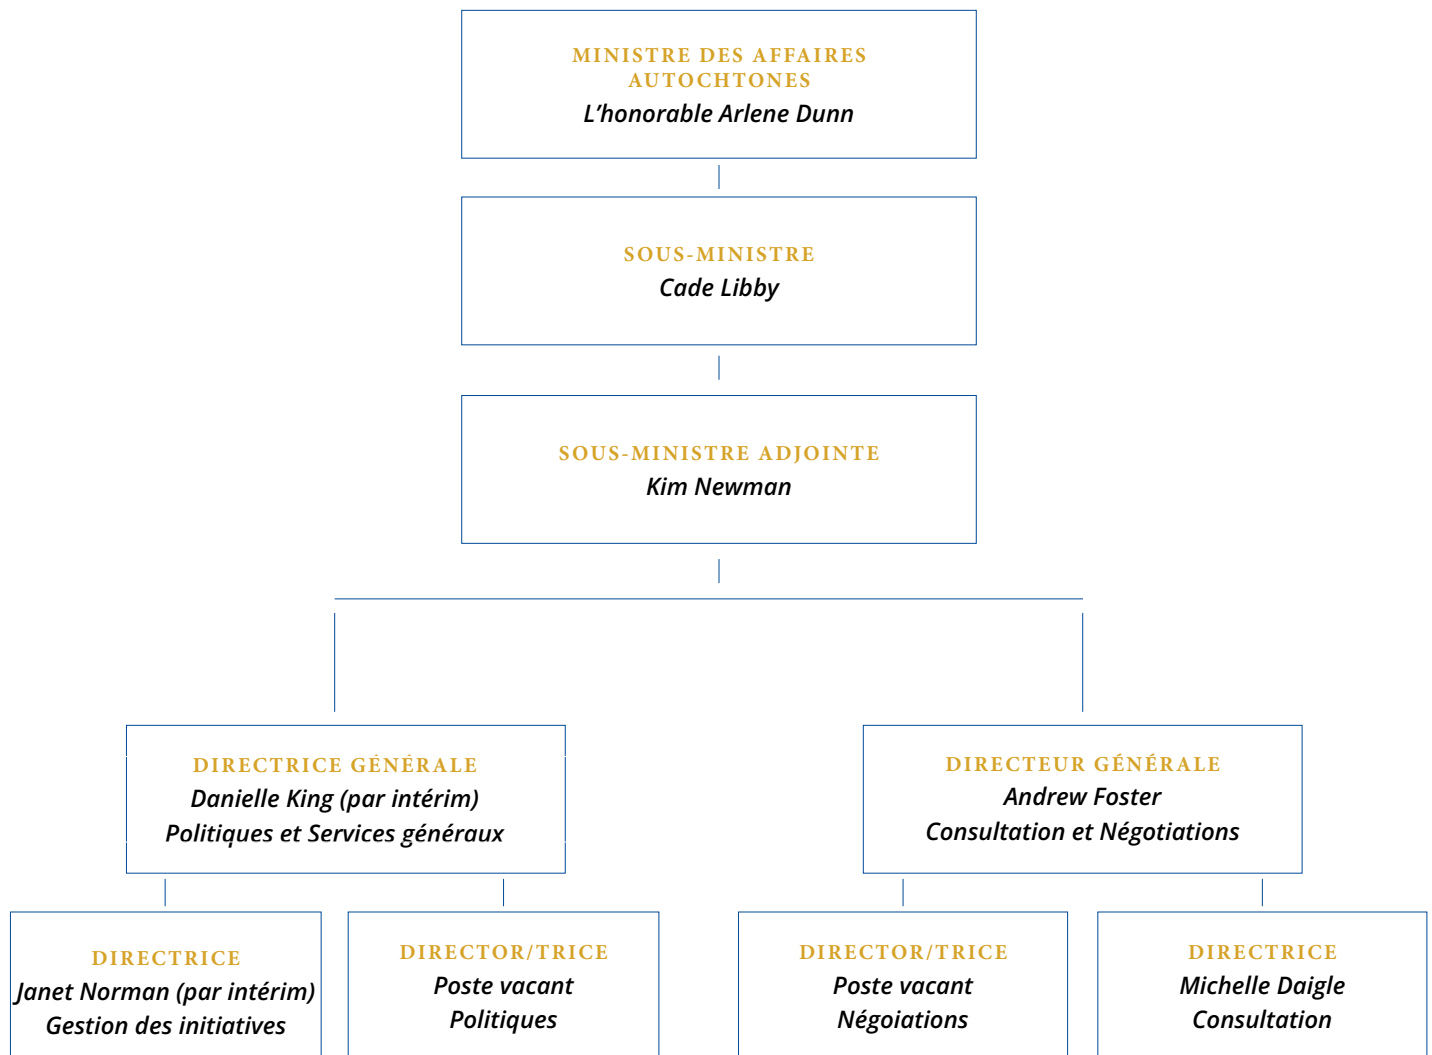 MINISTRE DES AFFAIRES
AUTOCHTONES
L’honorable Arlene Dunn
SOUS-MINISTRE
Cade Libby
SOUS-MINISTRE ADJOINTE
Kim Newman
DIRECTRICE GÉNÉRALE
Danielle King (par intérim)
Politiques et Services généraux
DIRECTEUR GÉNÉRALE
Andrew Foster
Consultation et Négotiations
DIRECTRICE
Janet Norman (par intérim)
Gestion des initiatives
DIRECTOR/TRICE
Poste vacant
Politiques
DIRECTOR/TRICE
Poste vacant
Négoiations
DIRECTRICE
Michelle Daigle
Consultation